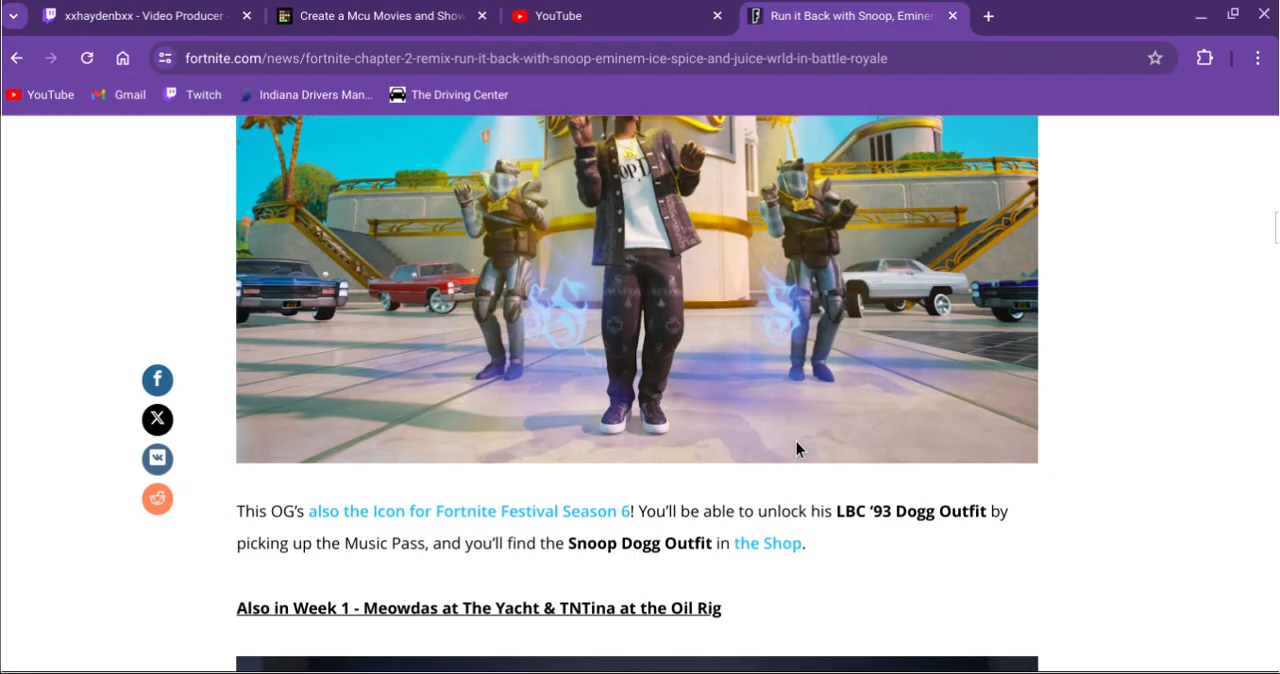 xxhaydenbxx - Video Producer -
Create a Mcu Movies and Show
YouTube
Run it Back with Snoop, Eminem
fortnite.com/news/fortnite-chapter-2-remix-run-it-back-with-snoop-eminem-ice-spice-and-juice-wrld-in-battle-royale
YouTube
Gmail
Twitch
Indiana Drivers Man...
The Driving Center
This OG's also the Icon for Fortnite Festival Season 6! You'll be able to unlock his LBC ‘93 Dogg Outfit by
picking up the Music Pass, and you'll find the Snoop Dogg Outfit in the Shop.
Also in Week 1 - Meowdas at The Yacht & TNTina at the Oil Rig